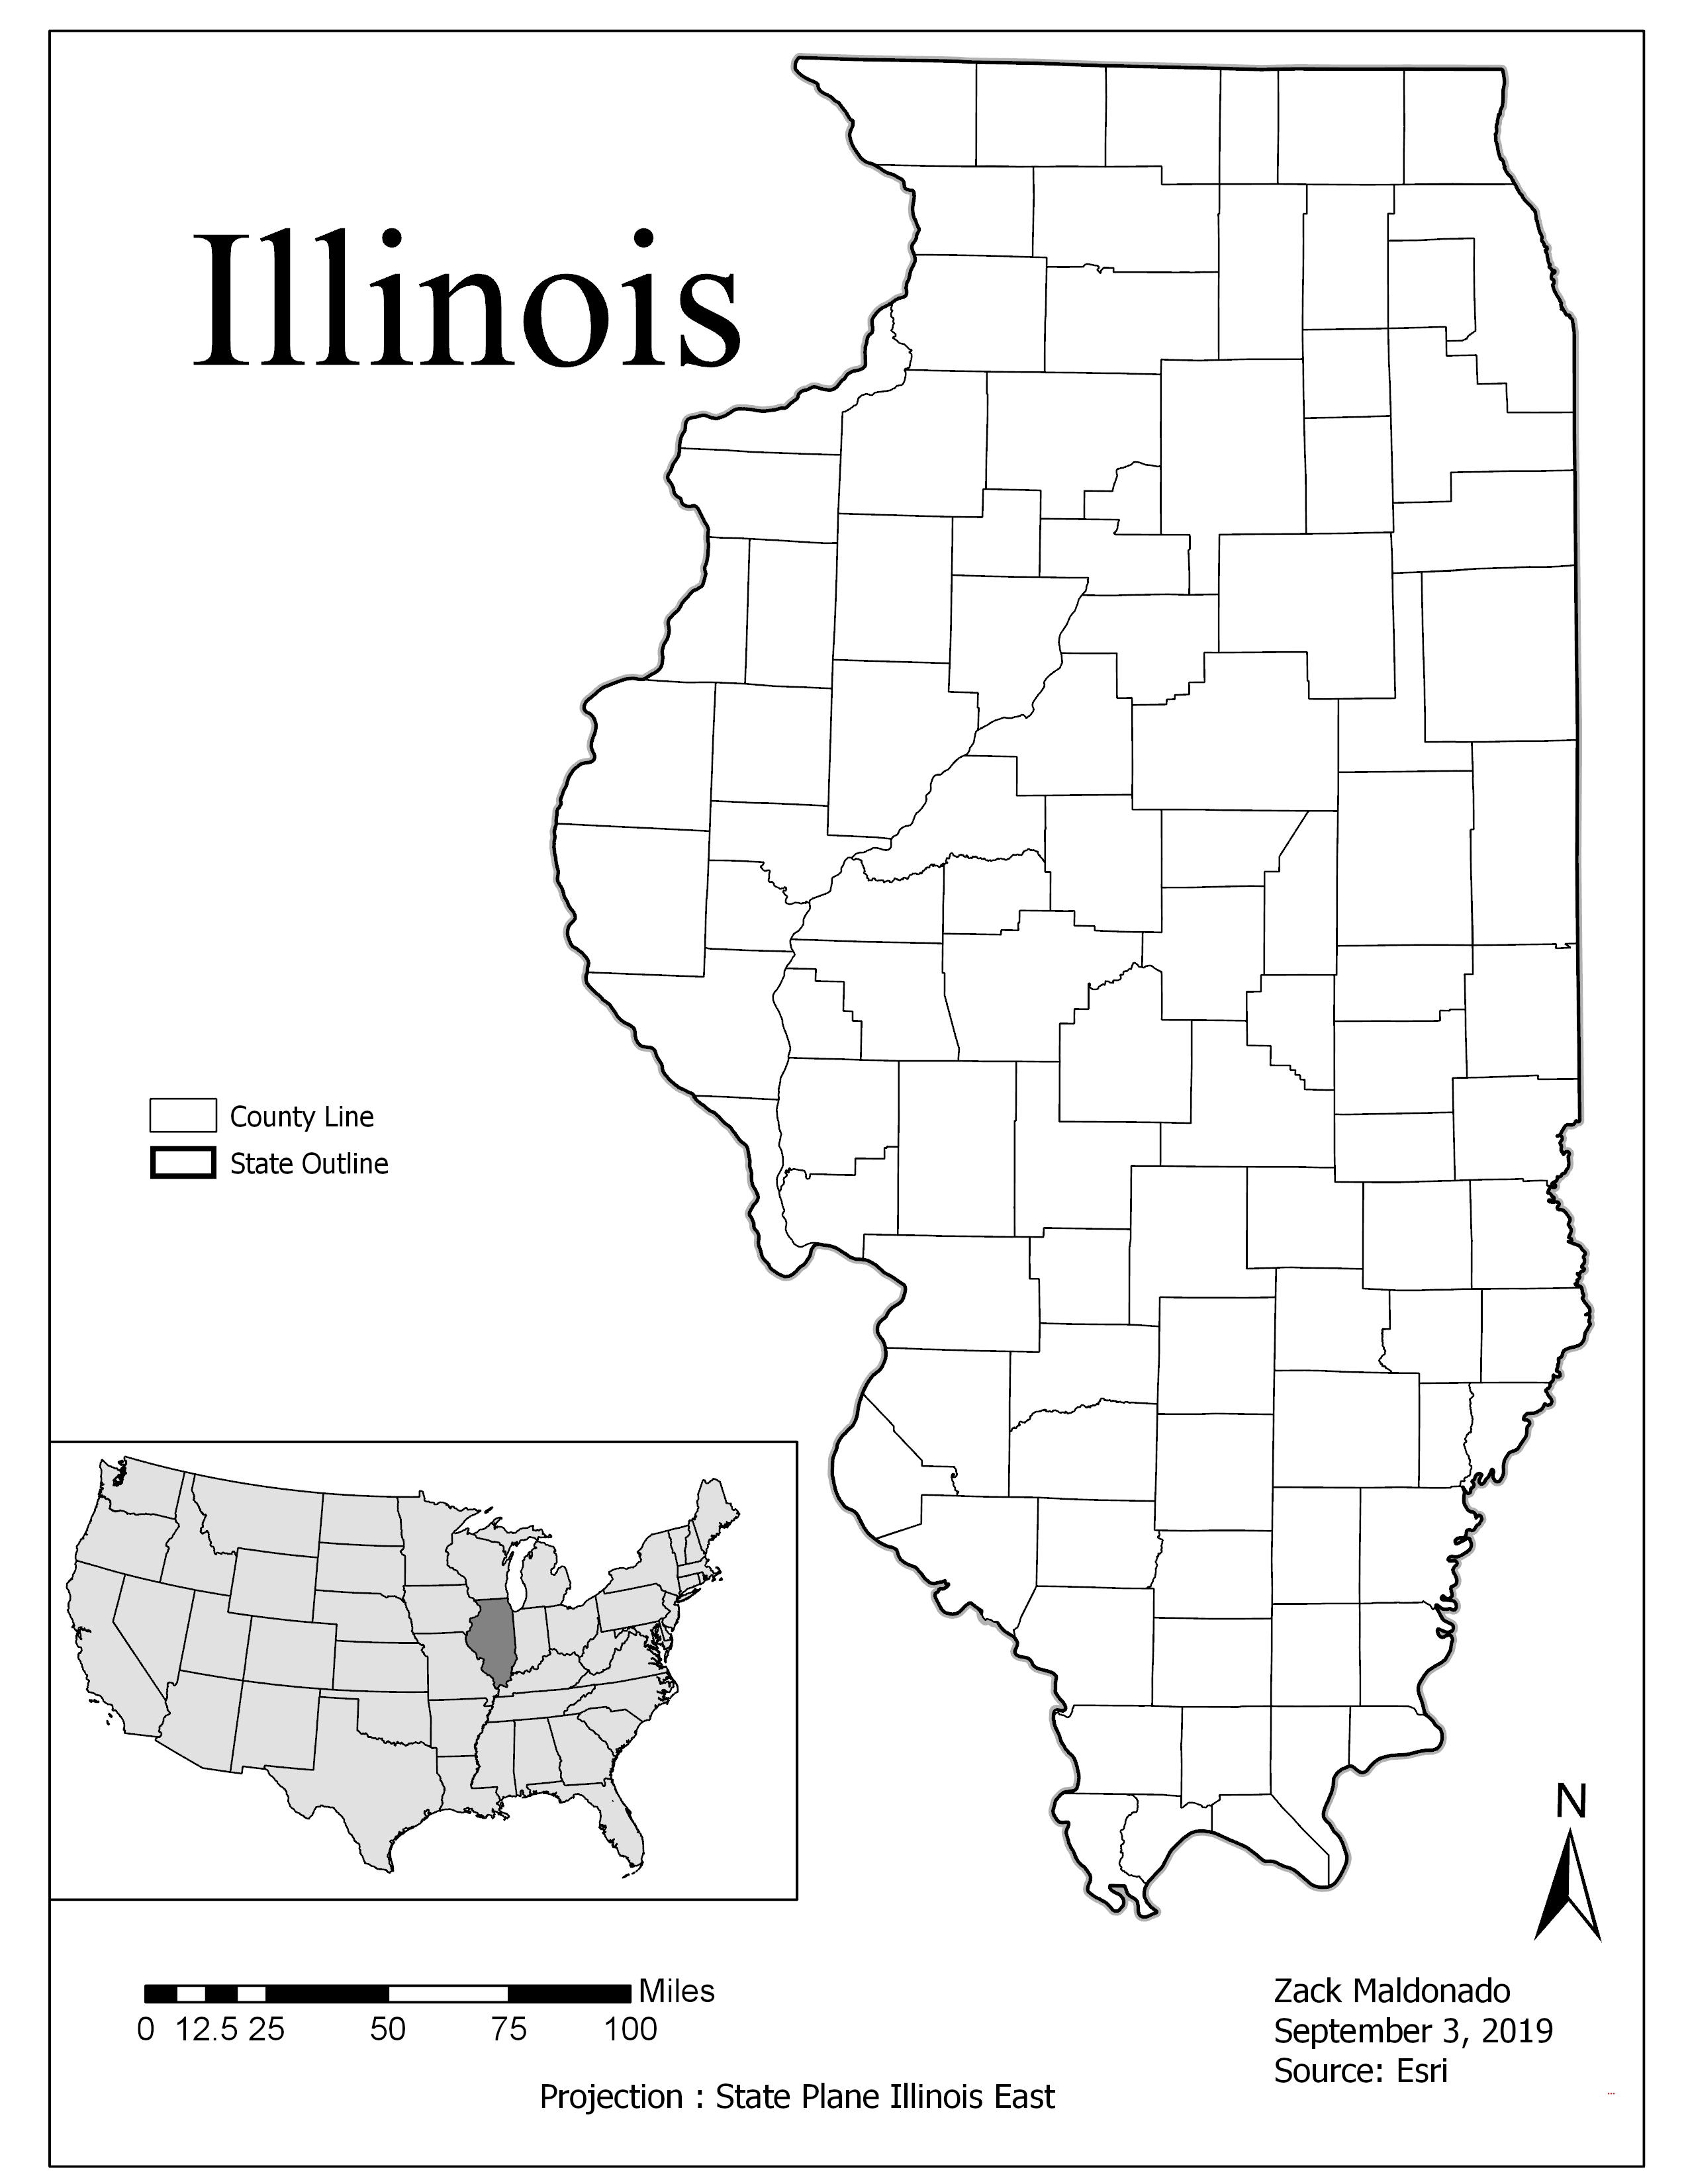 Illinois
County Line
State Outline
N
Miles
0 12.5 25 50 75 100
Zack Maldonado
September 3, 2019
Source: Esri
Projection : State Plane Illinois East
...